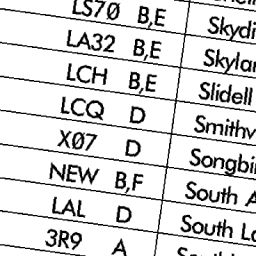 LS70 B,E
LA32 B,E Skydi
LCH B,E Skylar
LCQ D Slidell
X07 D Smithv
NEW B,F Songbi
LAL D South A
3R9 A South La